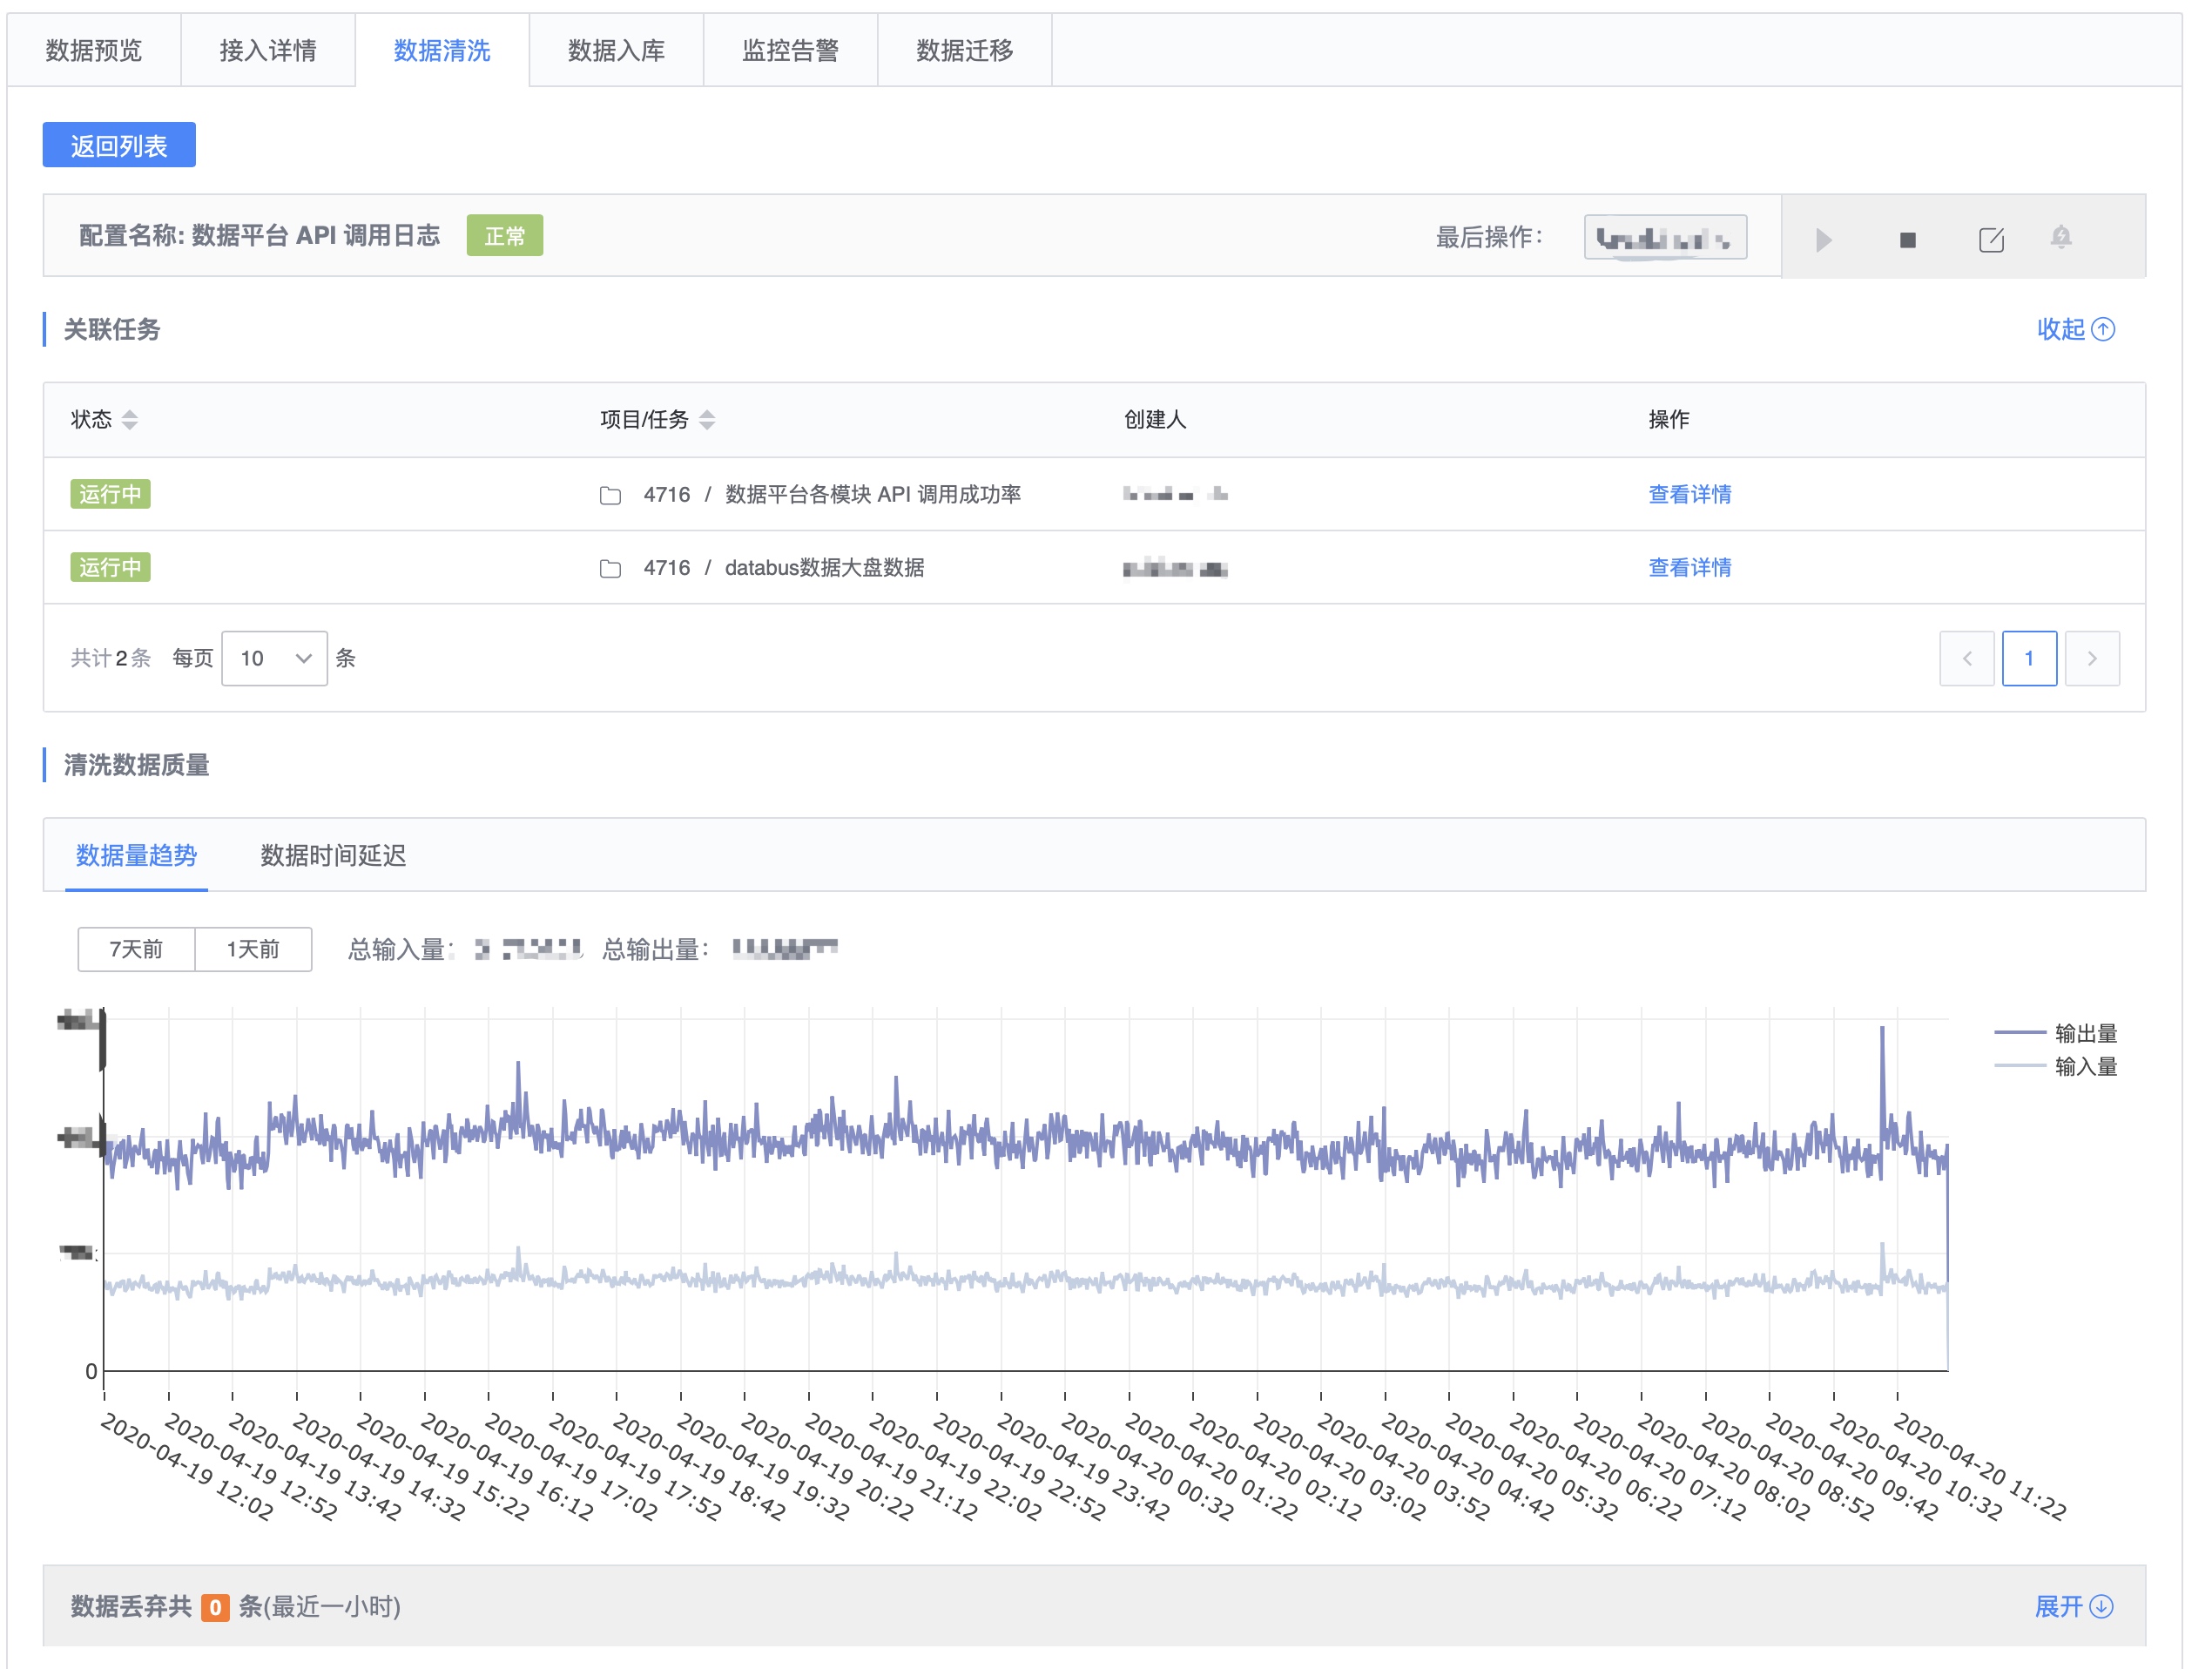 数据预览 接入详情 数据清洗 数据入库 监控告警 数据迁移
返回列表
配置名称: 数据平台 API 调用日志 正常 最后操作：
关联任务 收起
状态 项目/任务 创建人 操作
运行中 4716 / 数据平台各模块 API 调用成功率 查看详情
运行中 4716 / databus数据大盘数据 查看详情
共计2条 每页 10 条 1
清洗数据质量
数据量趋势 数据时间延迟
7天前 1天前 总输入量: 总输出量：
输出量
输入量
0
2020-04-19 12:02
2020-04-19 12:52
2020-04-19 13:42
2020-04-19 14:32
2020-04-19 15:22
2020-04-19 16:12
2020-04-19 17:02
2020-04-19 17:52
2020-04-19 18:42
2020-04-19 19:32
2020-04-19 20:22
2020-04-19 21:12
2020-04-19 22:02
2020-04-19 22:52
2020-04-19 23:42
2020-04-20 00:32
2020-04-20 01:22
2020-04-20 02:12
2020-04-20 03:02
2020-04-20 03:52
2020-04-20 04:42
2020-04-20 05:32
2020-04-20 06:22
2020-04-20 07:12
2020-04-20 08:02
2020-04-20 08:52
2020-04-20 09:42
2020-04-20 10:32
2020-04-20 11:22
数据丢弃共 0 条(最近一小时) 展开